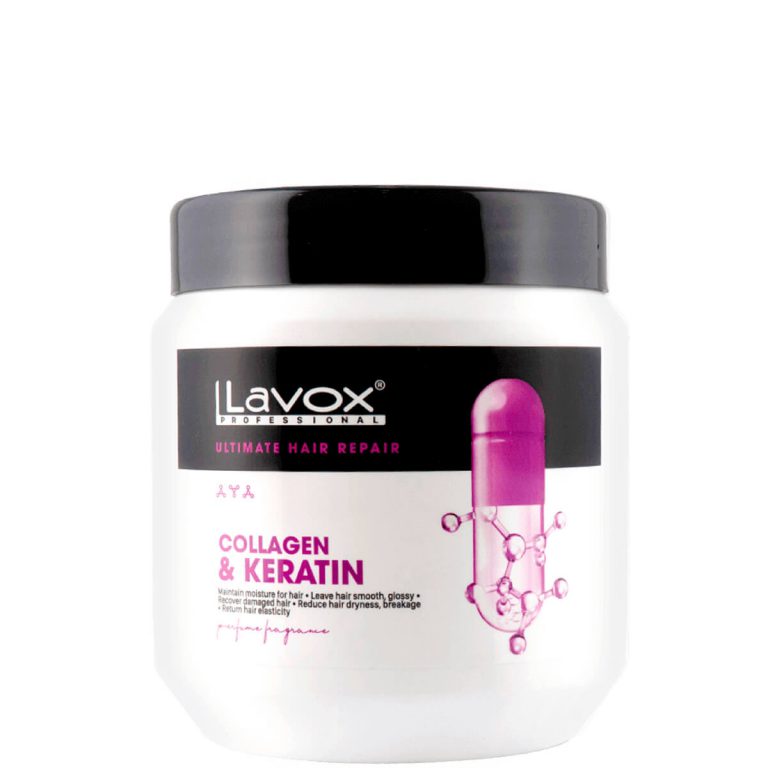 LAVOX®
PROFESSIONAL
ULTIMATE HAIR REPAIR
COLLAGEN
& KERATIN
Maintain moisture for hair • Leave hair smooth, glossy •
Recover damaged hair • Reduce hair dryness, breakage
• Return hair elasticity
perfume fragrance